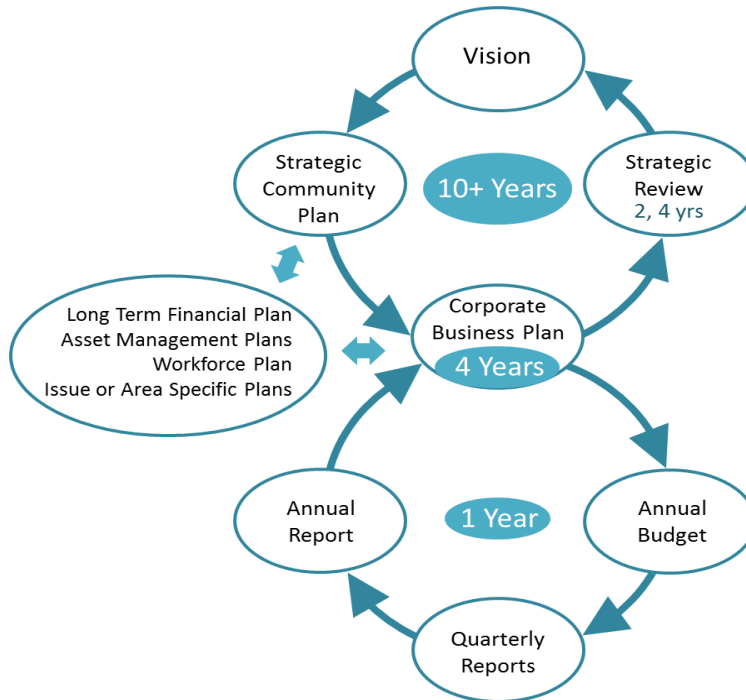 Vision
Strategic
Community
Plan
10+ Years
Strategic
Review
2, 4 yrs
Long Term Financial Plan
Asset Management Plans
Workforce Plan
Issue or Area Specific Plans
Corporate
Business Plan
4 Years
Annual
Report
1 Year
Annual
Budget
Quarterly
Reports